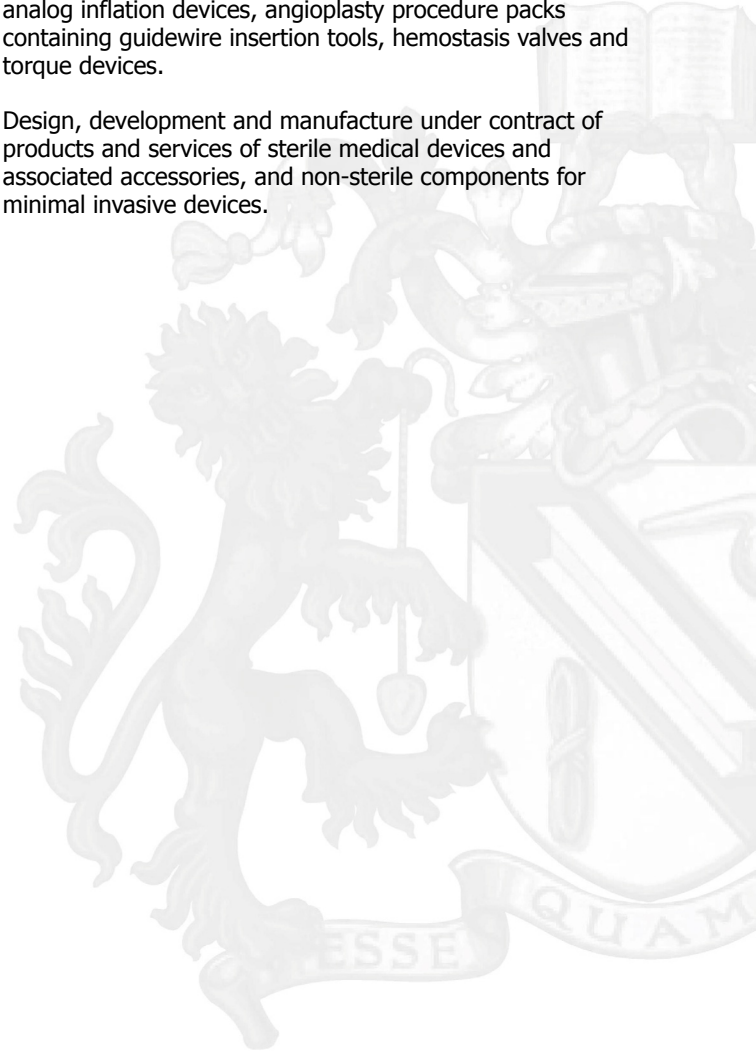 analog inflation devices, angioplasty procedure packs
containing guidewire insertion tools, hemostasis valves and
torque devices.
Design, development and manufacture under contract of
products and services of sterile medical devices and
associated accessories, and non-sterile components for
minimal invasive devices.
ESSE QUAM